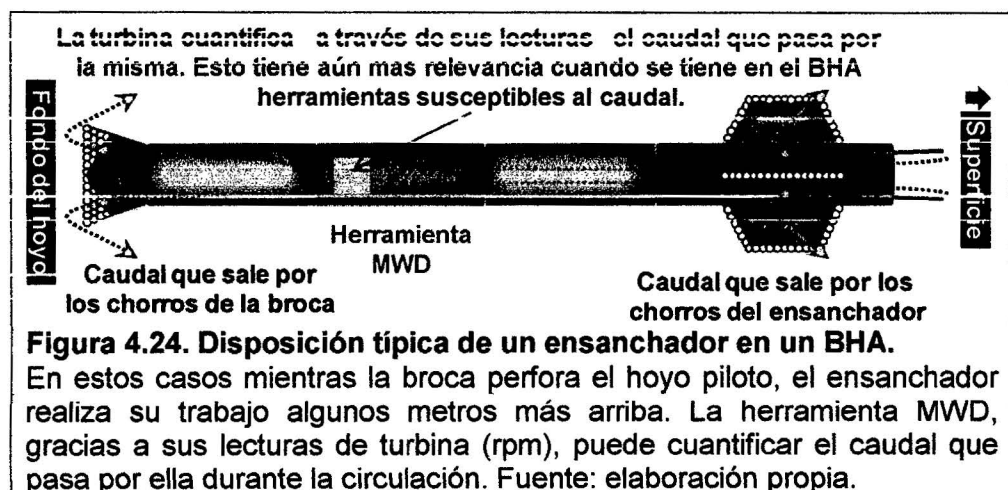 La turbina cuantifica a través de sus lecturas el caudal que pasa por
la misma. Esto tiene aún mas relevancia cuando se tiene en el BHA
herramientas susceptibles al caudal.
Fondo del hoyo
Superficie
Herramienta
MWD
Caudal que sale por
los chorros de la broca
Caudal que sale por los
chorros del ensanchador
Figura 4.24. Disposición típica de un ensanchador en un BHA.
En estos casos mientras la broca perfora el hoyo piloto, el ensanchador
realiza su trabajo algunos metros más arriba. La herramienta MWD,
gracias a sus lecturas de turbina (rpm), puede cuantificar el caudal que
pasa por ella durante la circulación. Fuente: elaboración propia.